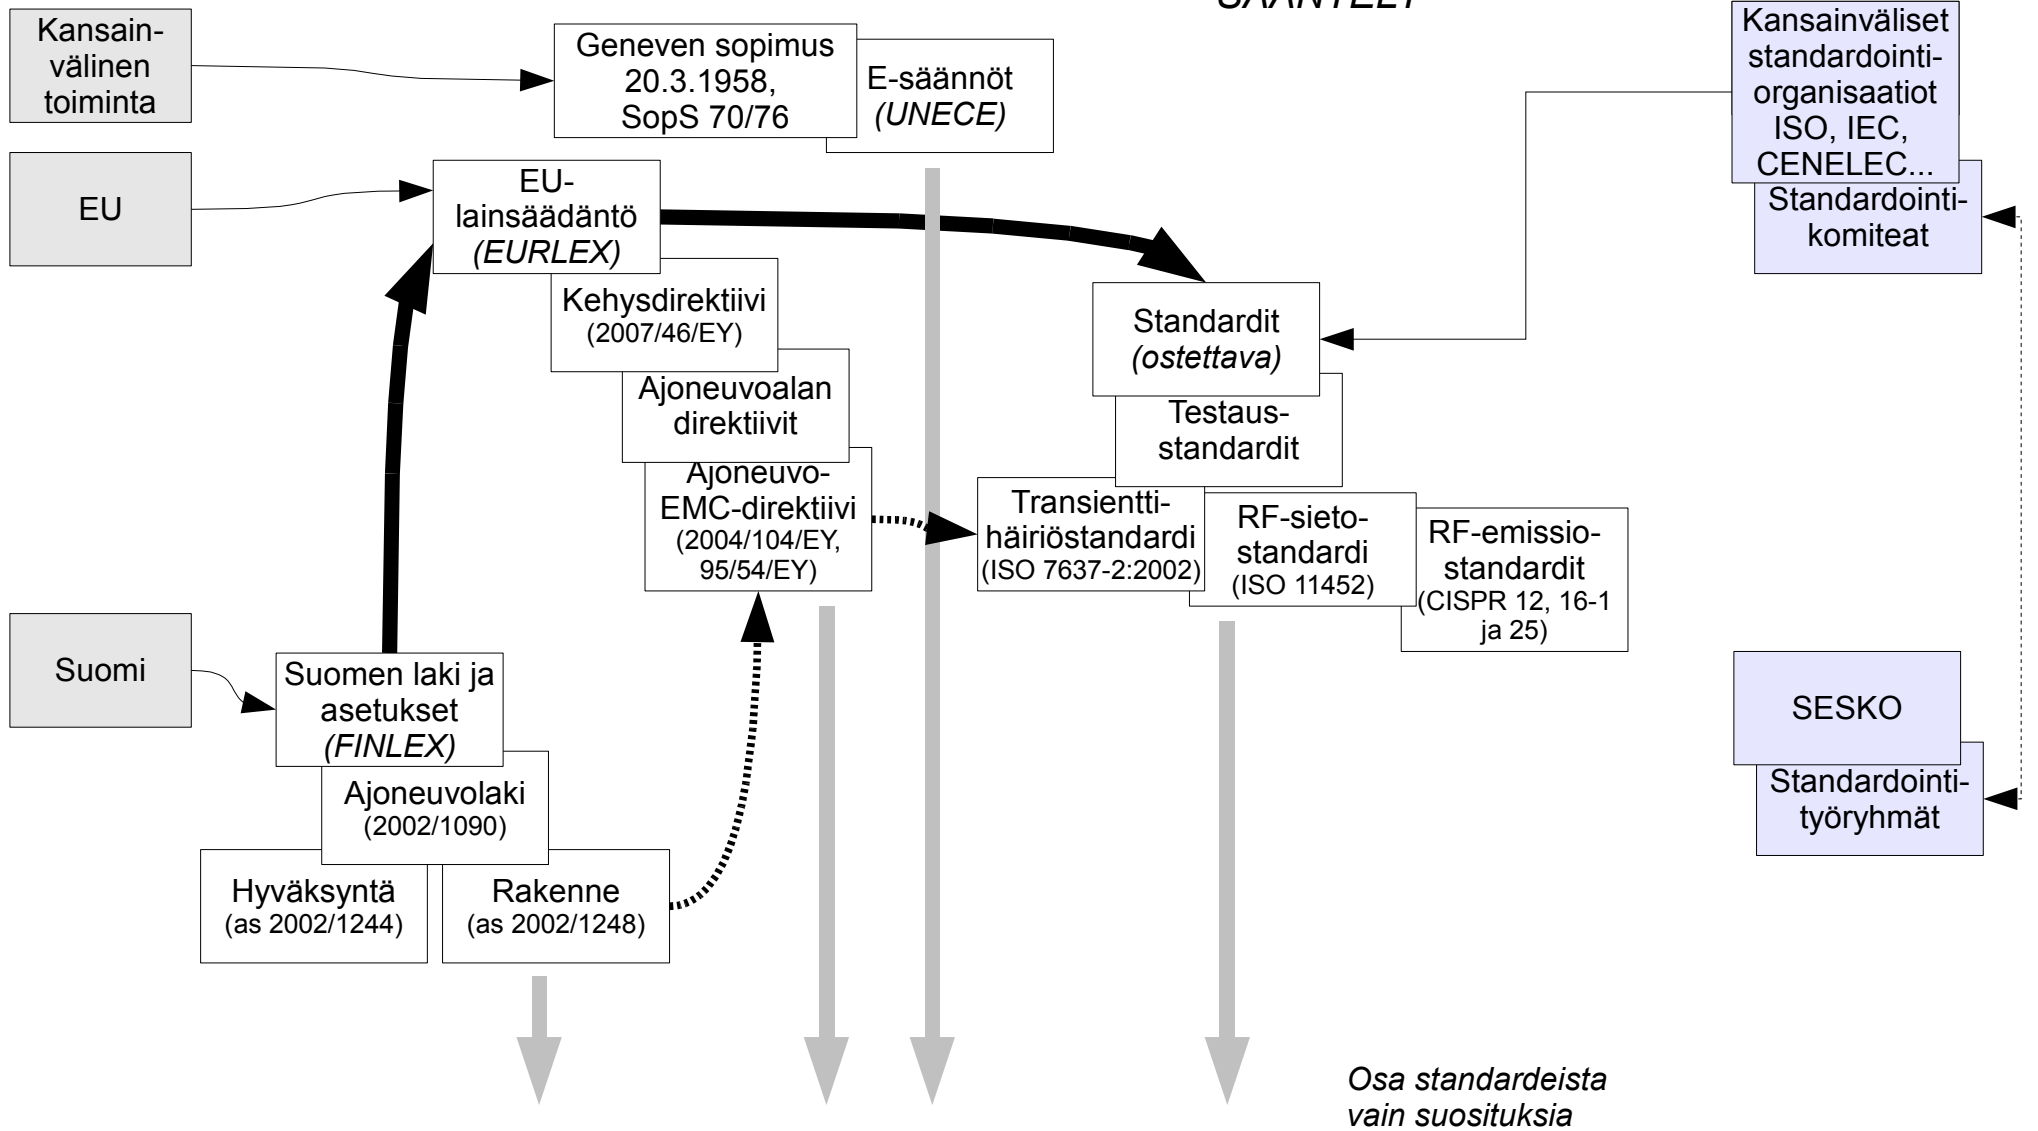 SÄÄNTELY
Kansain-
välinen
toiminta
Geneven sopimus
20.3.1958,
SopS 70/76
E-säännöt
(UNECE)
Kansainväliset
standardointi-
organisaatiot
ISO, IEC,
CENELEC...
Standardointi-
komiteat
EU
EU-
lainsäädäntö
(EURLEX)
Kehysdirektiivi
(2007/46/EY)
Ajoneuvoalan
direktiivit
Ajoneuvo-
EMC-direktiivi
(2004/104/EY,
95/54/EY)
Standardit
(ostettava)
Testaus-
standardit
Transientti-
häiriöstandardi
(ISO 7637-2:2002)
RF-sieto-
standardi
(ISO 11452)
RF-emissio-
standardit
(CISPR 12, 16-1
ja 25)
Suomi
Suomen laki ja
asetukset
(FINLEX)
Ajoneuvolaki
(2002/1090)
Hyväksyntä
(as 2002/1244)
Rakenne
(as 2002/1248)
SESKO
Standardointi-
työryhmät
Osa standardeista
vain suosituksia